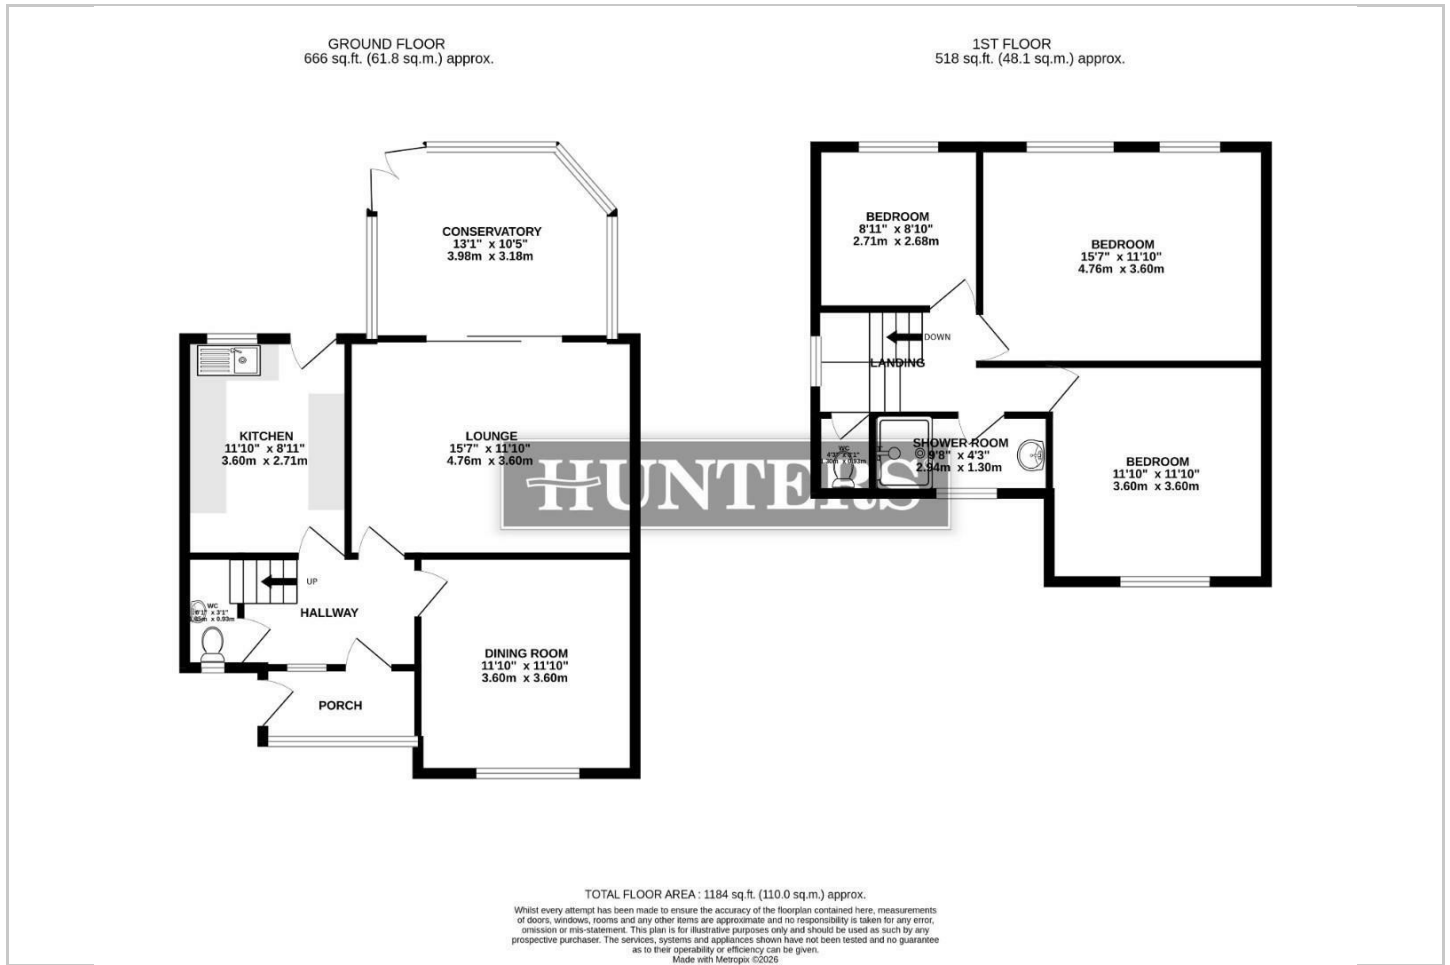 GROUND FLOOR
666 sq.ft. (61.8 sq.m.) approx.
CONSERVATORY
13'1" x 10'5"
3.98m x 3.18m
KITCHEN
11'10" x 8'11"
3.60m x 2.71m
LOUNGE
15'7" x 11'10"
4.76m x 3.60m
UP
HALLWAY
WC
x 3'1"
x 0.93m
DINING ROOM
11'10" x 11'10"
3.60m x 3.60m
PORCH
1ST FLOOR
518 sq.ft. (48.1 sq.m.) approx.
BEDROOM
8'11" x 8'10"
2.71m x 2.68m
BEDROOM
15'7" x 11'10"
4.76m x 3.60m
DOWN
LANDING
WC
SHOWER ROOM
9'8" x 4'3"
2.94m x 1.30m
BEDROOM
11'10" x 11'10"
3.60m x 3.60m
HUNTERS
TOTAL FLOOR AREA : 1184 sq.ft. (110.0 sq.m.) approx.
Whilst every attempt has been made to ensure the accuracy of the floorplan contained here, measurements
of doors, windows, rooms and any other items are approximate and no responsibility is taken for any error,
omission or mis-statement. This plan is for illustrative purposes only and should be used as such by any
prospective purchaser. The services, systems and appliances shown have not been tested and no guarantee
as to their operability or efficiency can be given.
Made with Metropix ©2026